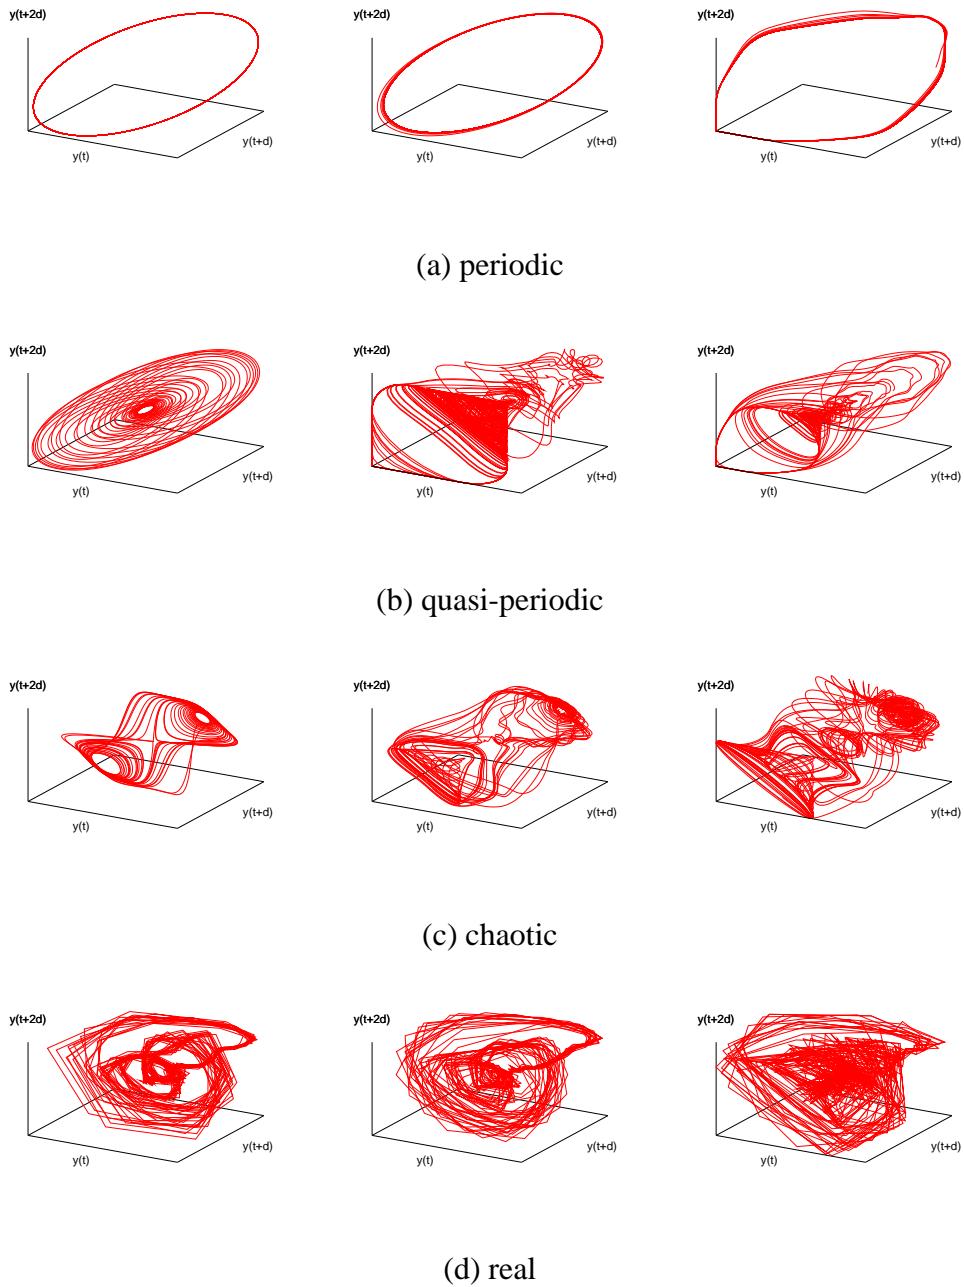 y(t+2d) y(t+2d) y(t+2d)
y(t) y(t+d) y(t) y(t+d) y(t) y(t+d)
(a) periodic
y(t+2d) y(t+2d) y(t+2d)
y(t) y(t+d) y(t) y(t+d) y(t) y(t+d)
(b) quasi-periodic
y(t+2d) y(t+2d) y(t+2d)
y(t) y(t+d) y(t) y(t+d) y(t) y(t+d)
(c) chaotic
y(t+2d) y(t+2d) y(t+2d)
y(t) y(t+d) y(t) y(t+d) y(t) y(t+d)
(d) real